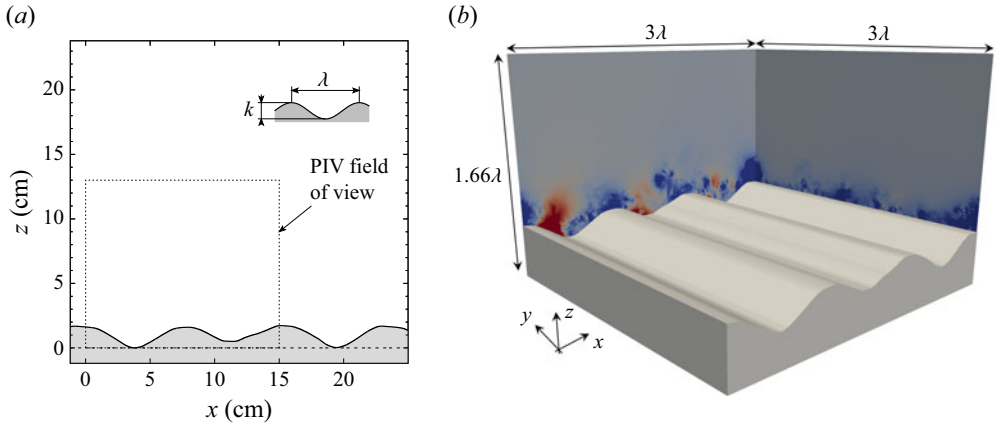 (a)
(b)
3λ
3λ
20
λ
k
PIV field
of view
15
z (cm)
10
1.66λ
5
0
y
z
x
0
5
10
15
20
x (cm)